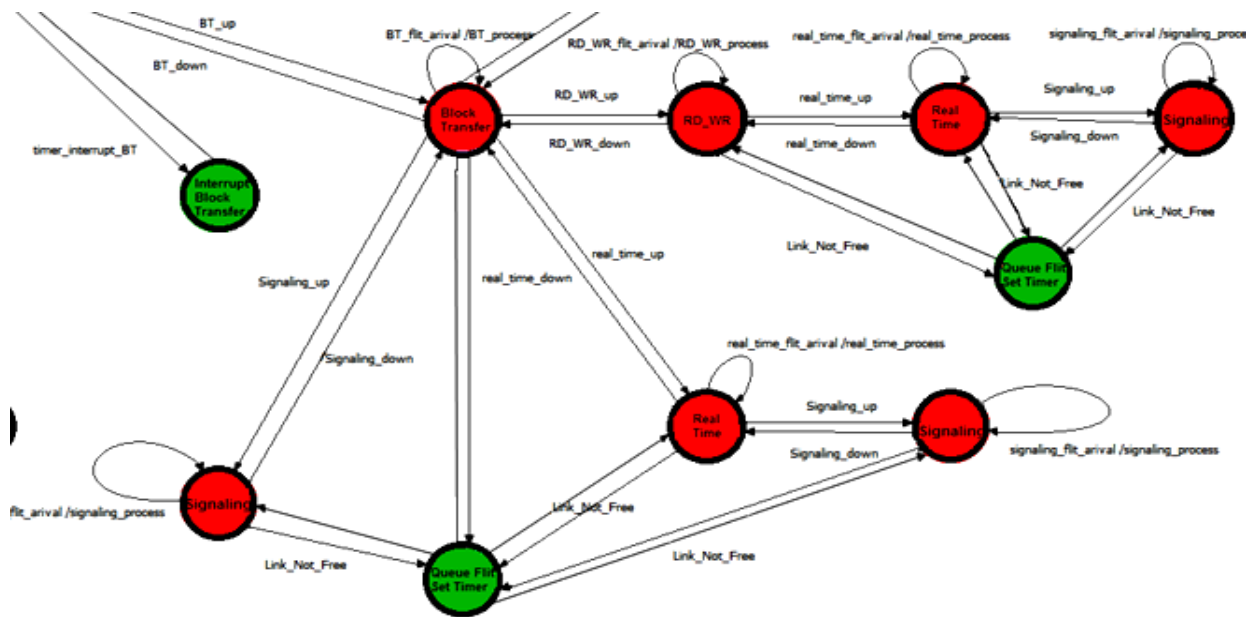 BT_up
BT_flit_arival /BT_process
RD_WR_flit_arival /RD_WR_process
real_time_flit_arival /real_time_process
signaling_flit_arival /signaling_proce
BT_down
RD_WR_up
real_time_up
Signaling_up
Block
Transfer
RD_WR
Real
Time
Signaling
timer_interrupt_BT
RD_WR_down
real_time_down
Signaling_down
Interrupt
Block
Transfer
Link_Not_Free
Link_Not_Free
Link_Not_Free
real_time_up
Queue Flit
Set Timer
Signaling_up
real_time_down
real_time_flit_arival /real_time_process
/Signaling_down
Signaling_up
Real
Time
Signaling
Signaling_down
signaling_flit_arival /signaling_process
Signaling
flit_arival /signaling_process
Link_Not_Free
Link_Not_Free
Link_Not_Free
Queue Flit
Set Timer